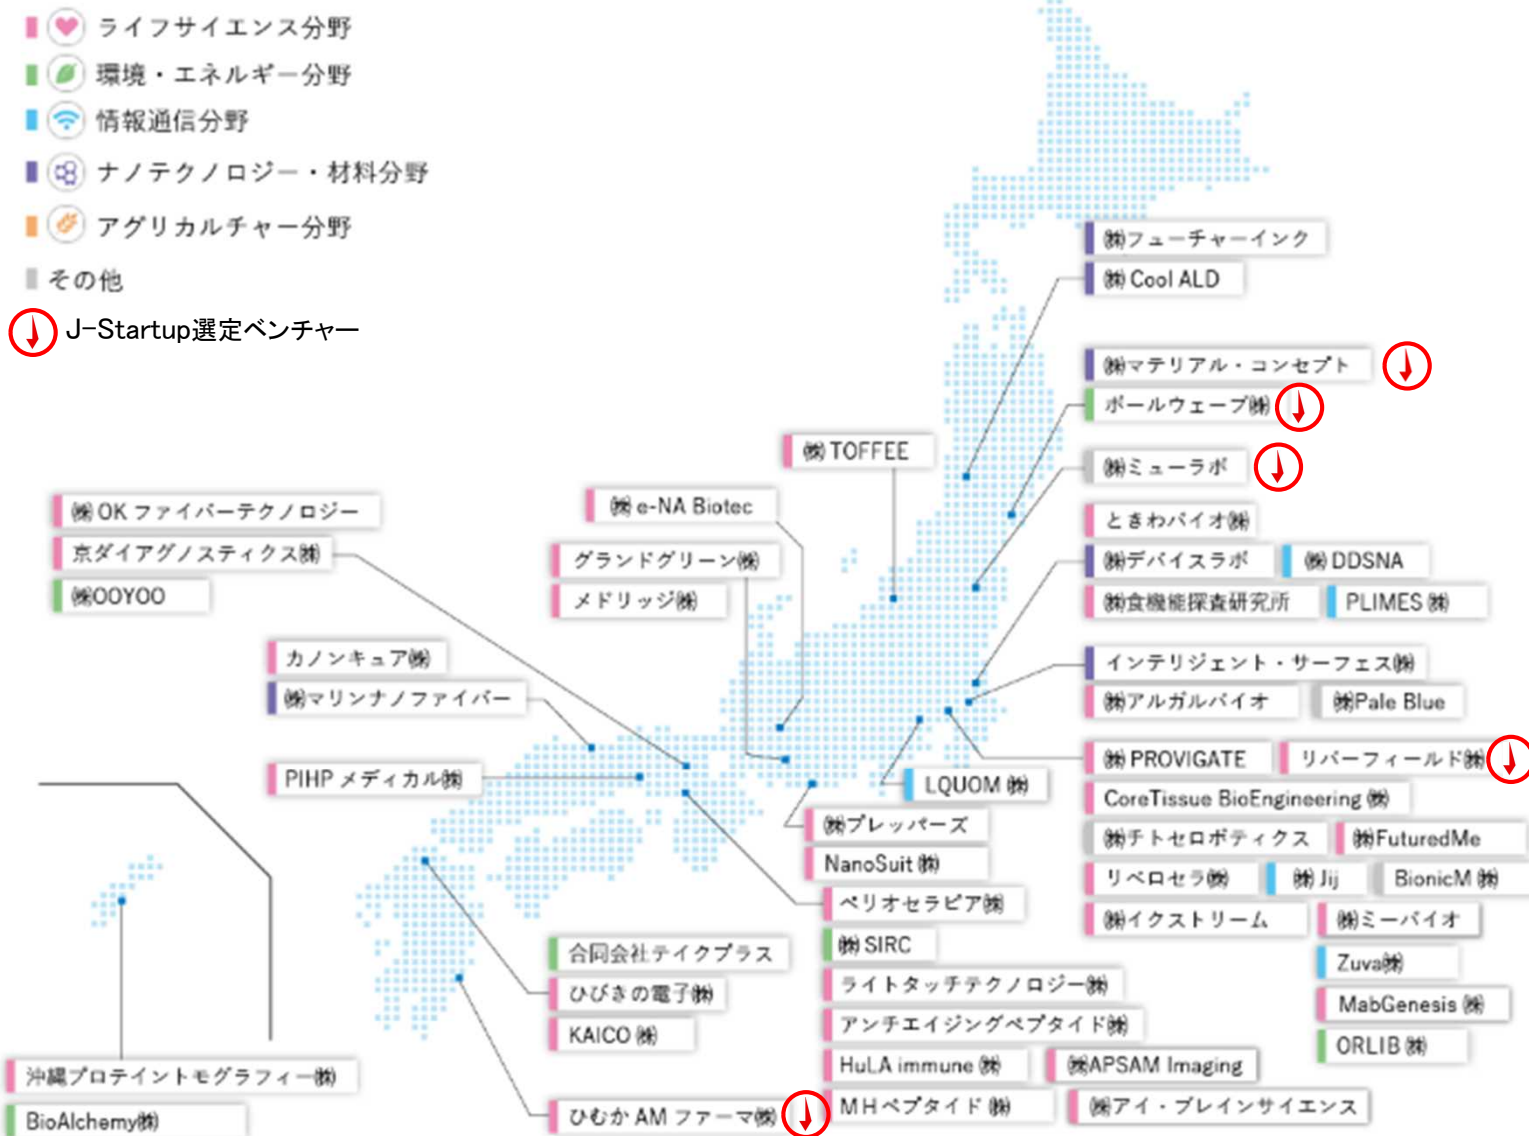 ライフサイエンス分野
環境・エネルギー分野
情報通信分野
ナノテクノロジー・材料分野
アグリカルチャー分野
その他
J-Startup選定ベンチャー
㈱フューチャーインク
㈱ Cool ALD
㈱マテリアル・コンセプト
ボールウェーブ㈱
㈱ミューラボ
ときわバイオ㈱
㈱デバイスラボ
㈱ DDSNA
㈱食機能探査研究所
PLIMES ㈱
インテリジェント・サーフェス㈱
㈱アルガルバイオ
㈱Pale Blue
㈱ PROVIGATE
リバーフィールド㈱
CoreTissue BioEngineering ㈱
㈱チトセロボティクス
㈱FuturedMe
リベロセラ㈱
㈱ Jij
BionicM ㈱
㈱イクストリーム
㈱ミーバイオ
Zuva㈱
MabGenesis ㈱
ORLIB ㈱
㈱ TOFFEE
㈱ e-NA Biotec
グランドグリーン㈱
メドリッジ㈱
㈱ OK ファイバーテクノロジー
京ダイアグノスティクス㈱
㈱OOYOO
カノンキュア㈱
㈱マリンナノファイバー
PIHP メディカル㈱
LQUOM ㈱
㈱プレッパーズ
NanoSuit ㈱
ペリオセラピア㈱
㈱ SIRC
ライトタッチテクノロジー㈱
アンチエイジングペプタイド㈱
HuLA immune ㈱
㈱APSAM Imaging
MHペプタイド ㈱
㈱アイ・ブレインサイエンス
合同会社テイクプラス
ひびきの電子㈱
KAICO ㈱
ひむか AM ファーマ㈱
沖縄プロテイントモグラフィー㈱
BioAlchemy㈱